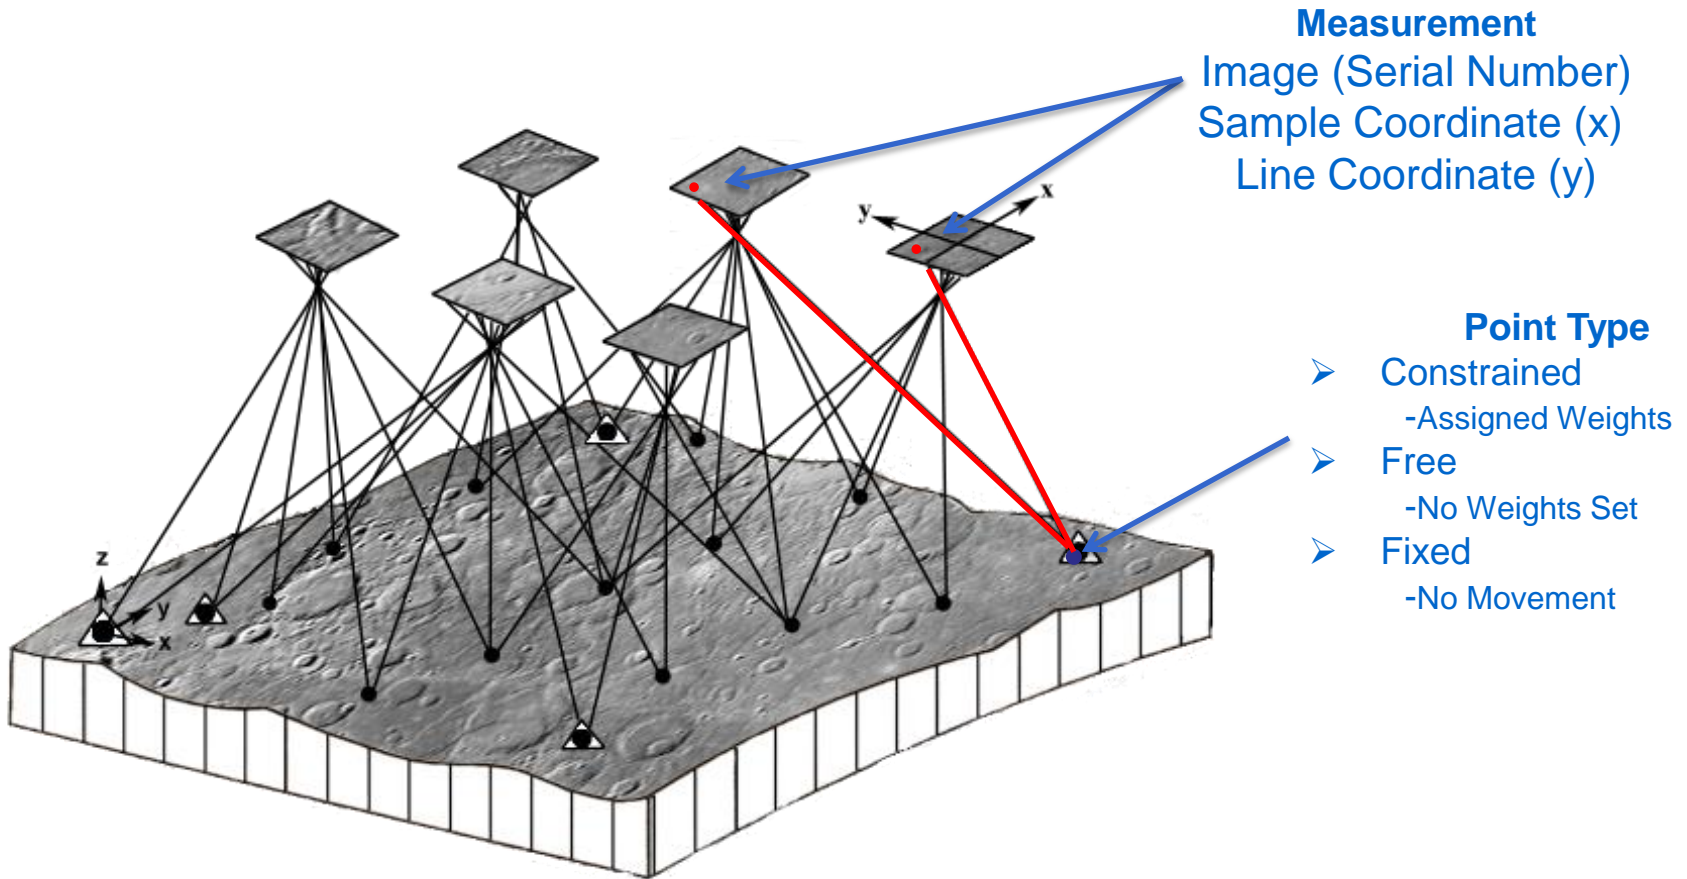 Measurement
Image (Serial Number)
Sample Coordinate (x)
Line Coordinate (y)
x
y
Point Type
➢ Constrained
-Assigned Weights
➢ Free
-No Weights Set
➢ Fixed
-No Movement
z
y
x